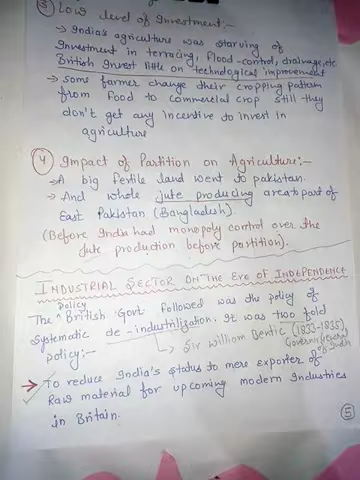 ③ Low level of Investment:-
→ India's agriculture was starving of
Investment in terracing, flood-control, drainage, etc
British Invest little on technological improvement
→ Some farmer change their cropping pattern
from Food to commercial crop still they
don't get any incentive to invest in
agriculture
④ Impact of Partition on Agriculture:-
→ A big fertile land went to pakistan.
→ And whole jute producing area to part of
East Pakistan (Bangladesh).
(Before India had monopoly control over the
jute production before partition).
INDUSTRIAL SECTOR ON THE EVE OF INDEPENDENCE
policy
The ^ British Govt followed was the policy of
systematic de-industrilization. It was two fold
policy:-
→ Sir William Bentic (1833-1835)
Governor General of India
→ To reduce India's status to mere exporter of
Raw material for upcoming modern Industries
in Britain.
⑤